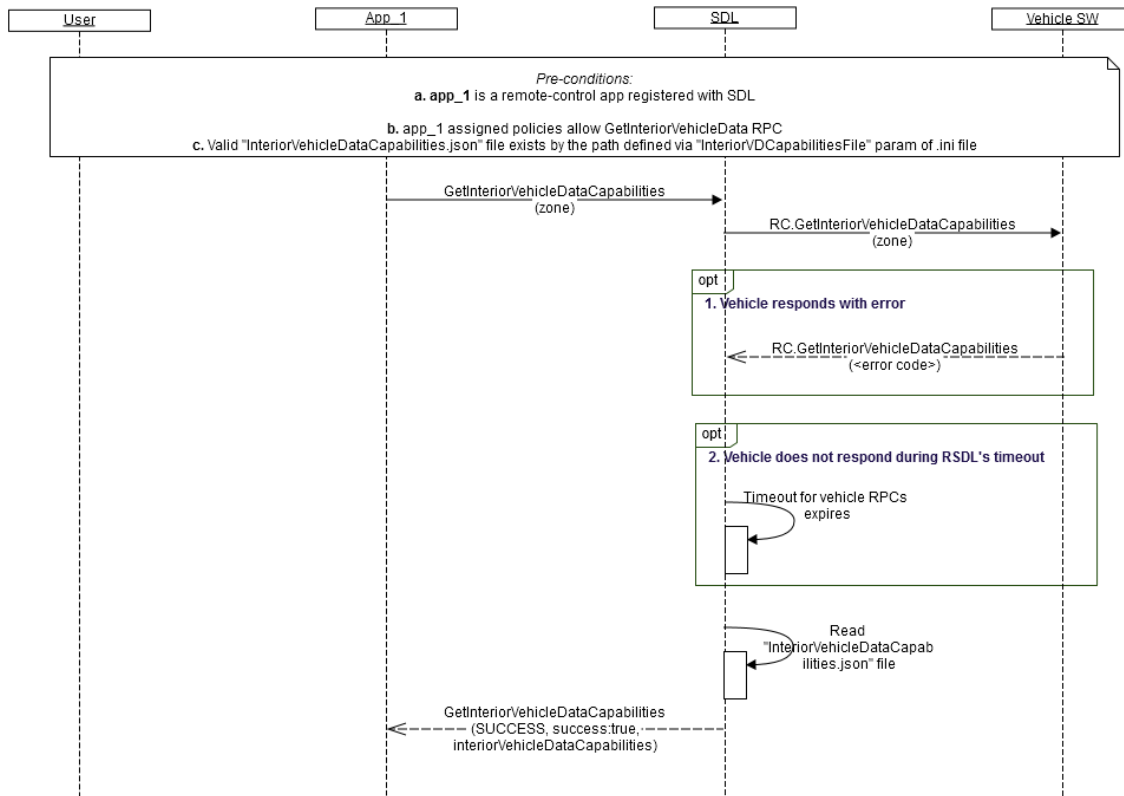 User
App_1
SDL
Vehicle SW
Pre-conditions:
a. app_1 is a remote-control app registered with SDL
b. app_1 assigned policies allow GetInteriorVehicleData RPC
c. Valid "InteriorVehicleDataCapabilities.json" file exists by the path defined via "InteriorVDCapabilitiesFile" param of .ini file
GetInteriorVehicleDataCapabilities
(zone)
RC.GetInteriorVehicleDataCapabilities
(zone)
opt
1. Vehicle responds with error
RC.GetInteriorVehicleDataCapabilities
(<error code>)
opt
2. Vehicle does not respond during RSDL's timeout
Timeout for vehicle RPCs
expires
Read
"InteriorVehicleDataCapab
ilities.json" file
GetInteriorVehicleDataCapabilities
(SUCCESS, success:true,
interiorVehicleDataCapabilities)